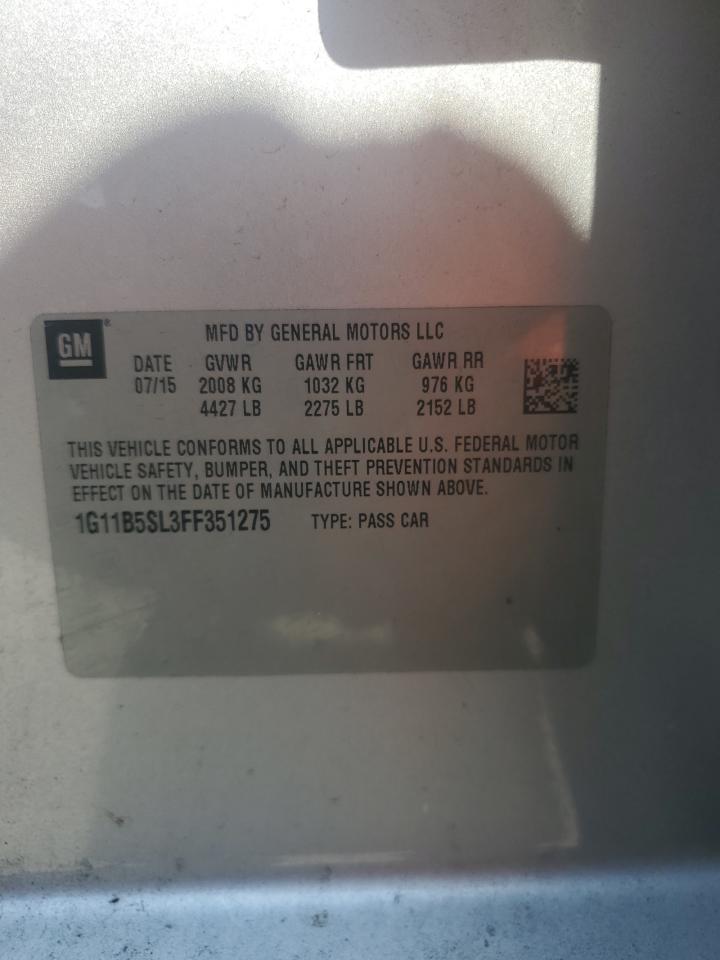 GM®
MFD BY GENERAL MOTORS LLC
DATE GVWR GAWR FRT GAWR RR
07/15 2008 KG 1032 KG 976 KG
4427 LB 2275 LB 2152 LB
THIS VEHICLE CONFORMS TO ALL APPLICABLE U.S. FEDERAL MOTOR
VEHICLE SAFETY, BUMPER, AND THEFT PREVENTION STANDARDS IN
EFFECT ON THE DATE OF MANUFACTURE SHOWN ABOVE.
1G11B5SL3FF351275 TYPE: PASS CAR